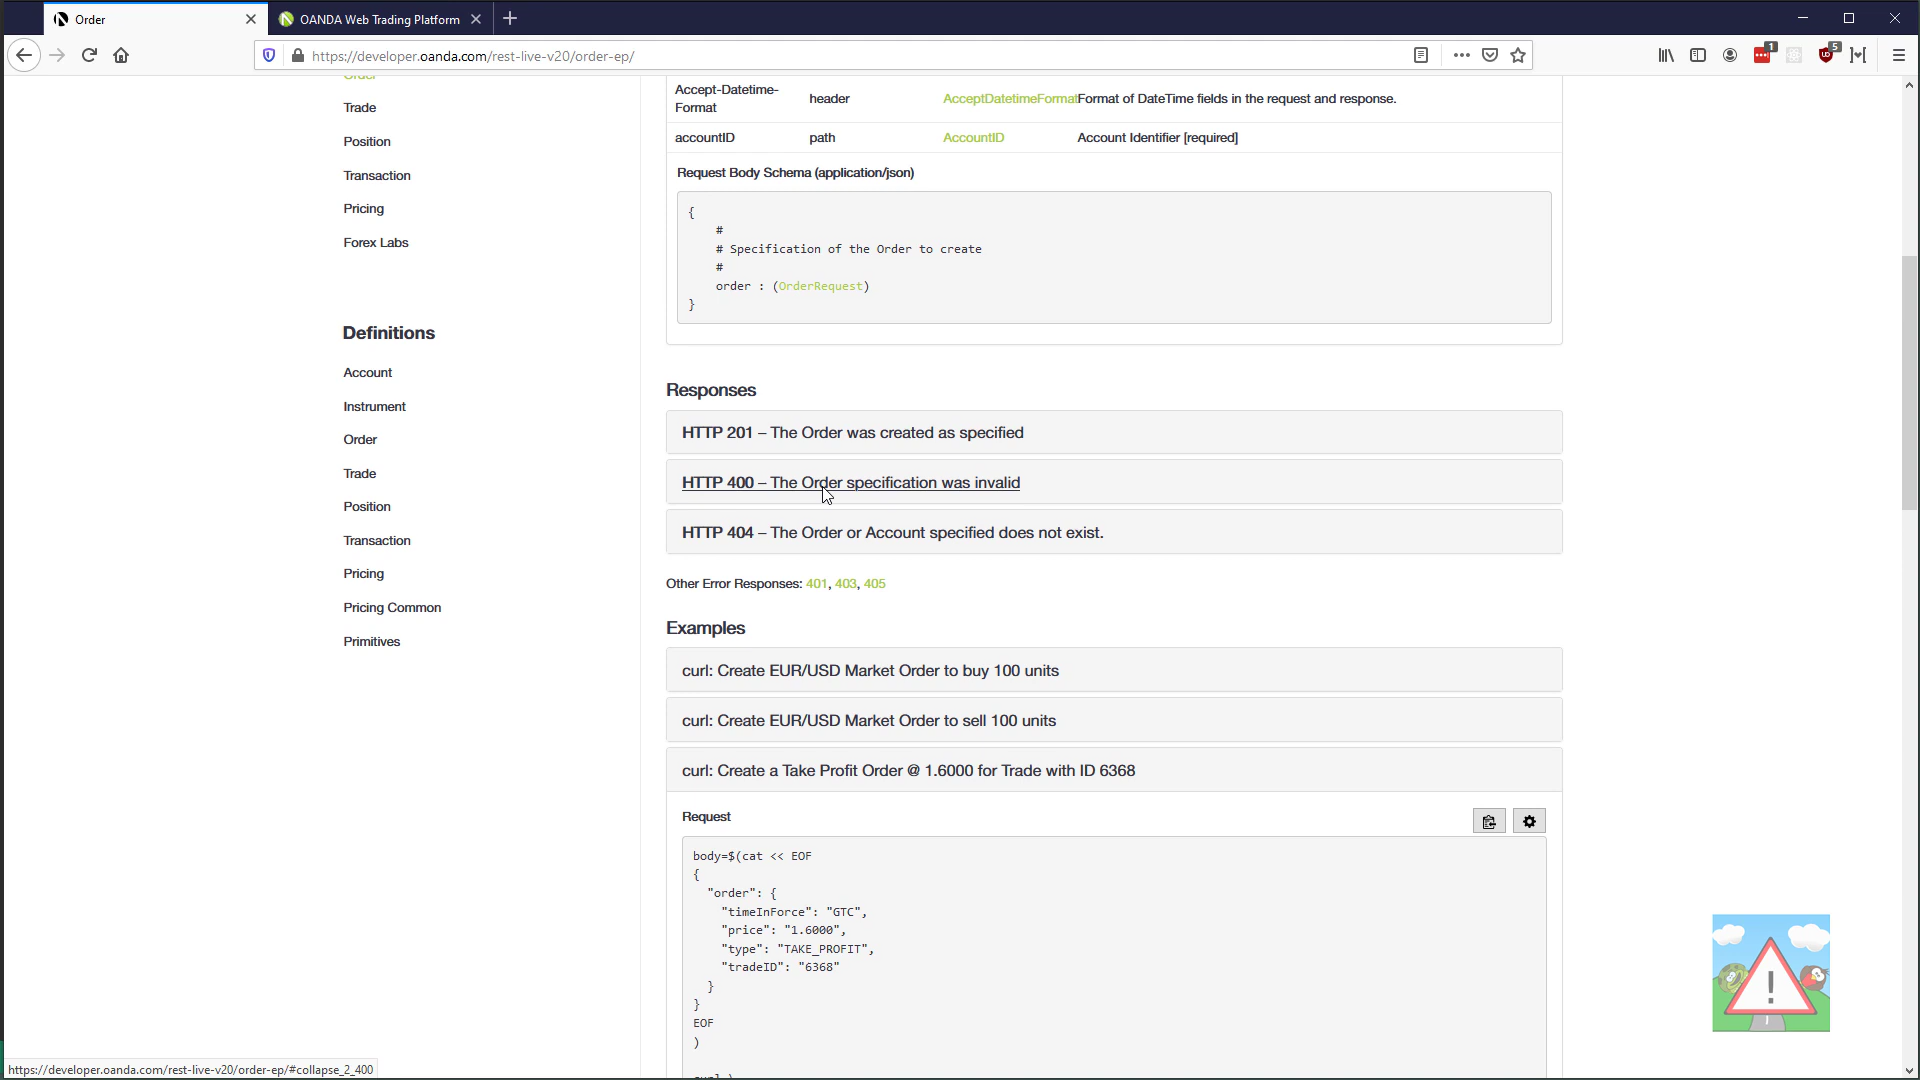 Order
OANDA Web Trading Platform
https://developer.oanda.com/rest-live-v20/order-ep/
1
5
Order
Trade
Position
Transaction
Pricing
Forex Labs
Definitions
Account
Instrument
Order
Trade
Position
Transaction
Pricing
Pricing Common
Primitives
Accept-Datetime-
Format
header
AcceptDatetimeFormat
Format of DateTime fields in the request and response.
accountID
path
AccountID
Account Identifier [required]
Request Body Schema (application/json)
{
#
# Specification of the Order to create
#
order : (OrderRequest)
}
Responses
HTTP 201 – The Order was created as specified
HTTP 400 – The Order specification was invalid
HTTP 404 – The Order or Account specified does not exist.
Other Error Responses: 401, 403, 405
Examples
curl: Create EUR/USD Market Order to buy 100 units
curl: Create EUR/USD Market Order to sell 100 units
curl: Create a Take Profit Order @ 1.6000 for Trade with ID 6368
Request
body=$(cat << EOF
{
"order": {
"timeInForce": "GTC",
"price": "1.6000",
"type": "TAKE_PROFIT",
"tradeID": "6368"
}
}
EOF
)
curl \
!
https://developer.oanda.com/rest-live-v20/order-ep/#collapse_2_400